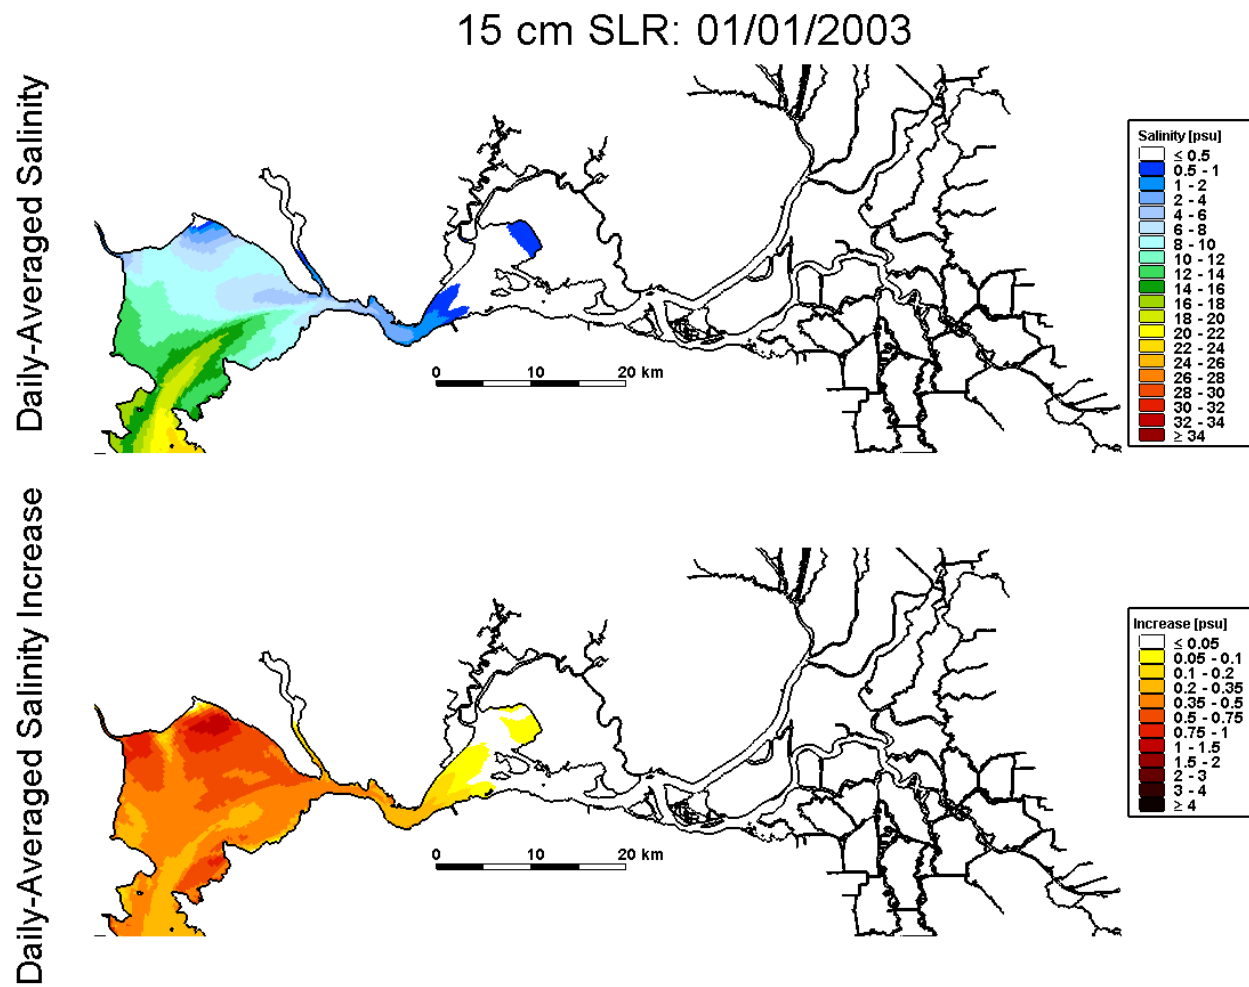 15 cm SLR: 01/01/2003
Daily-Averaged Salinity
Salinity [psu]
≤ 0.5
0.5 - 1
1 - 2
2 - 4
4 - 6
6 - 8
8 - 10
10 - 12
12 - 14
14 - 16
16 - 18
18 - 20
20 - 22
22 - 24
24 - 26
26 - 28
28 - 30
30 - 32
32 - 34
≥ 34
0 10 20 km
Daily-Averaged Salinity Increase
Increase [psu]
≤ 0.05
0.05 - 0.1
0.1 - 0.2
0.2 - 0.35
0.35 - 0.5
0.5 - 0.75
0.75 - 1
1 - 1.5
1.5 - 2
2 - 3
3 - 4
≥ 4
0 10 20 km